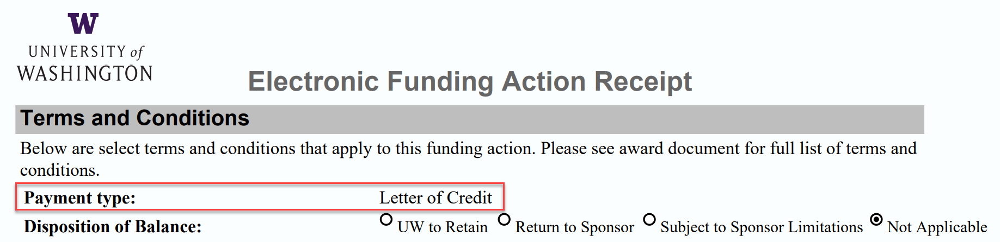 W
UNIVERSITY of
WASHINGTON
Electronic Funding Action Receipt
Terms and Conditions
Below are select terms and conditions that apply to this funding action. Please see award document for full list of terms and
conditions.
Payment type: Letter of Credit
Disposition of Balance: UW to Retain Return to Sponsor Subject to Sponsor Limitations Not Applicable